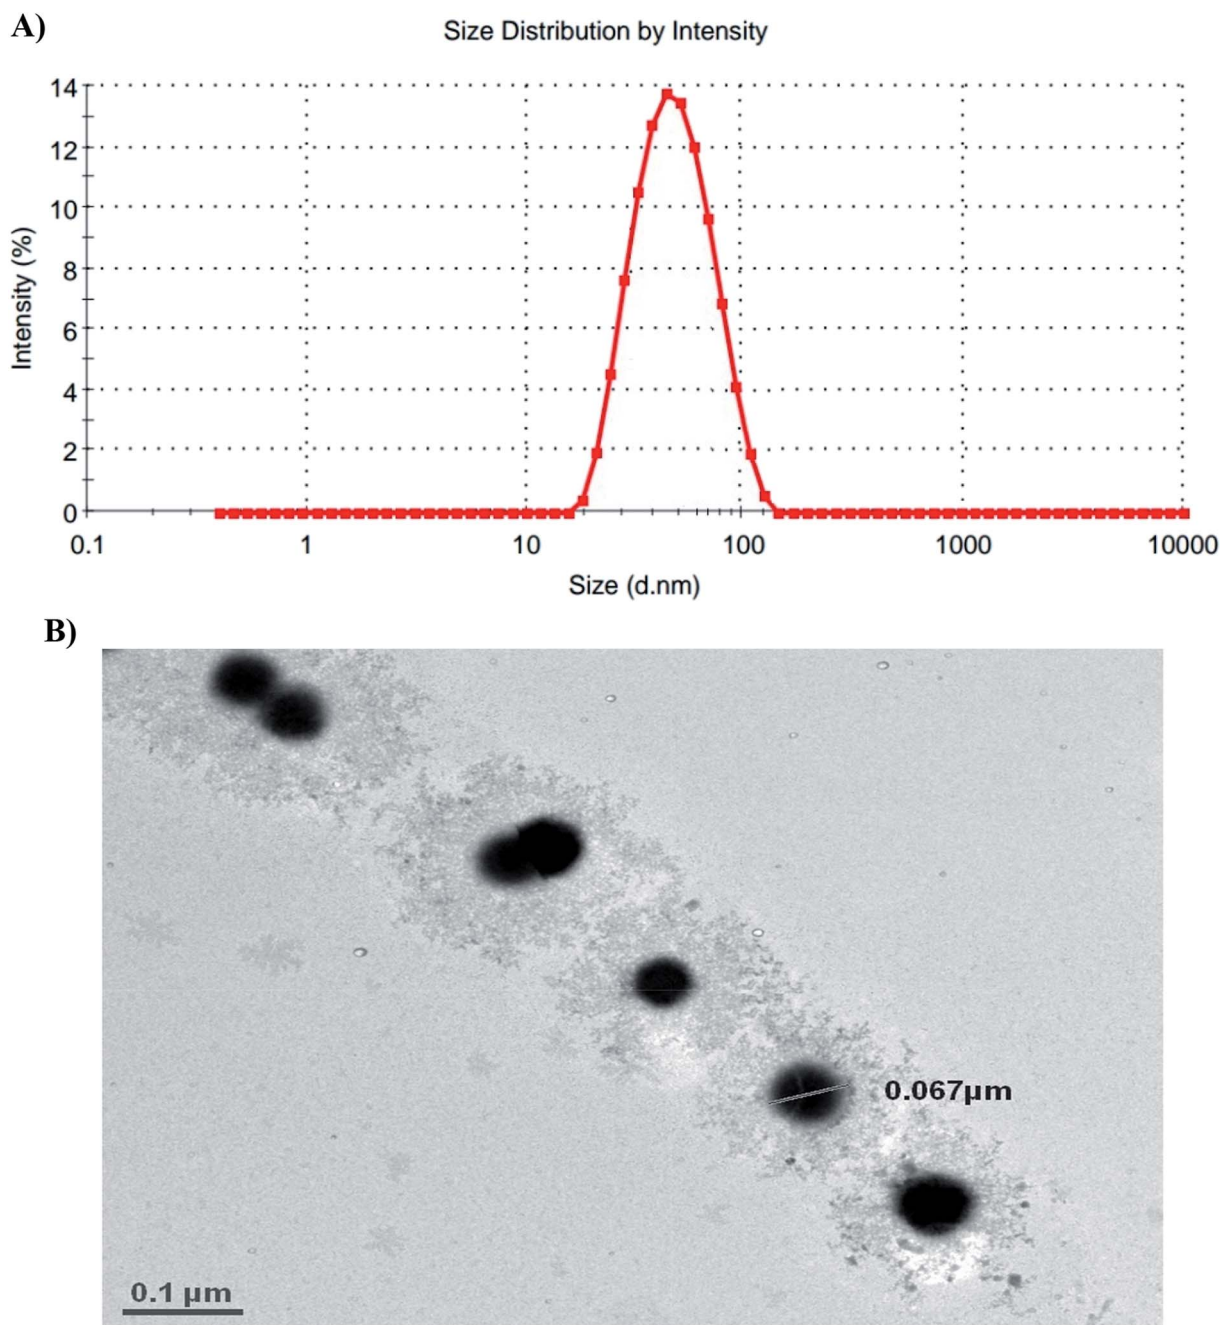 A)
Size Distribution by Intensity
14
12
10
8
6
4
2
0
Intensity (%)
0.1 1 10 100 1000 10000
Size (d.nm)
B)
0.067µm
0.1 µm